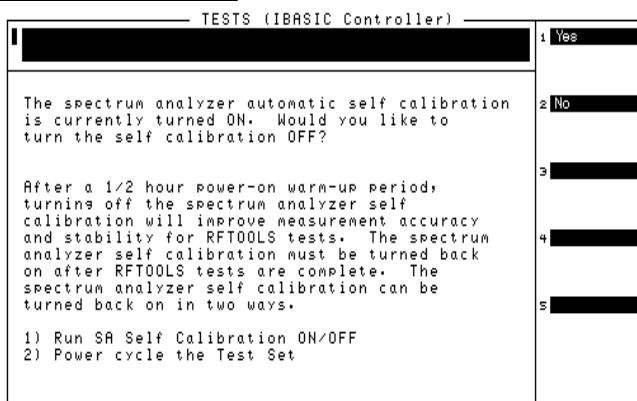 TESTS (IBASIC Controller)
1 Yes
2 No
3
4
5
The spectrum analyzer automatic self calibration
is currently turned ON. Would you like to
turn the self calibration OFF?
After a 1/2 hour power-on warm-up period,
turning off the spectrum analyzer self
calibration will improve measurement accuracy
and stability for RFTOOLS tests. The spectrum
analyzer self calibration must be turned back
on after RFTOOLS tests are complete. The
spectrum analyzer self calibration can be
turned back on in two ways.
1) Run SA Self Calibration ON/OFF
2) Power cycle the Test Set